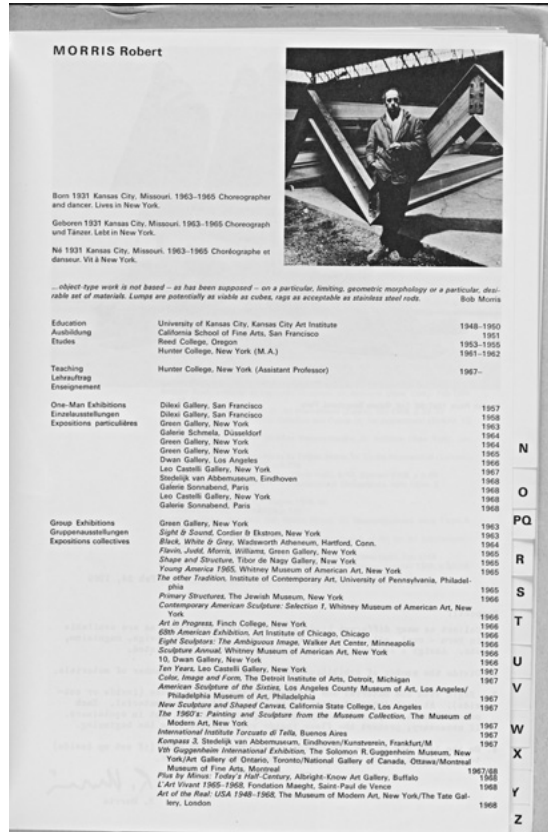 MORRIS Robert
Born 1931 Kansas City, Missouri. 1963–1965 Choreographer
and dancer. Lives in New York.
Geboren 1931 Kansas City, Missouri. 1963–1965 Choreograph
und Tänzer. Lebt in New York.
Né 1931 Kansas City, Missouri. 1963–1965 Choréographe et
danseur. Vit à New York.
...object-type work is not based – as has been supposed – on a particular, limiting, geometric morphology or a particular, desi-
rable set of materials. Lumps are potentially as viable as cubes, rags as acceptable as stainless steel rods. Bob Morris
Education University of Kansas City, Kansas City Art Institute 1948–1950
Ausbildung California School of Fine Arts, San Francisco 1951
Etudes Reed College, Oregon 1953–1955
Hunter College, New York (M.A.) 1961–1962
Teaching Hunter College, New York (Assistant Professor) 1967–
Lehrauftrag
Enseignement
One-Man Exhibitions Dilexi Gallery, San Francisco 1957
Einzelausstellungen Dilexi Gallery, San Francisco 1958
Expositions particulières Green Gallery, New York 1963
Galerie Schmela, Düsseldorf 1964
Green Gallery, New York 1964
Green Gallery, New York 1965
Dwan Gallery, Los Angeles 1966
Leo Castelli Gallery, New York 1967
Stedelijk van Abbemuseum, Eindhoven 1968
Galerie Sonnabend, Paris 1968
Leo Castelli Gallery, New York 1968
Galerie Sonnabend, Paris 1968
Group Exhibitions Green Gallery, New York 1963
Gruppenausstellungen Sight & Sound, Cordier & Ekstrom, New York 1963
Expositions collectives Black, White & Grey, Wadsworth Atheneum, Hartford, Conn. 1964
Flavin, Judd, Morris, Williams, Green Gallery, New York 1965
Shape and Structure, Tibor de Nagy Gallery, New York 1965
Young America 1965, Whitney Museum of American Art, New York 1965
The other Tradition, Institute of Contemporary Art, University of Pennsylvania, Philadel-
phia 1965
Primary Structures, The Jewish Museum, New York 1966
Contemporary American Sculpture: Selection 1, Whitney Museum of American Art, New
York 1966
Art in Progress, Finch College, New York 1966
68th American Exhibition, Art Institute of Chicago, Chicago 1966
Eight Sculptors: The Ambiguous Image, Walker Art Center, Minneapolis 1966
Sculpture Annual, Whitney Museum of American Art, New York 1966
10, Dwan Gallery, New York 1966
Ten Years, Leo Castelli Gallery, New York 1967
Color, Image and Form, The Detroit Institute of Arts, Detroit, Michigan 1967
American Sculpture of the Sixties, Los Angeles County Museum of Art, Los Angeles/
Philadelphia Museum of Art, Philadelphia 1967
New Sculpture and Shaped Canvas, California State College, Los Angeles 1967
The 1960's: Painting and Sculpture from the Museum Collection, The Museum of
Modern Art, New York 1967
International Institute Torcuato di Tella, Buenos Aires 1967
Kompass 3, Stedelijk van Abbemuseum, Eindhoven/Kunstverein, Frankfurt/M 1967
Vth Guggenheim International Exhibition, The Solomon R. Guggenheim Museum, New
York/Art Gallery of Ontario, Toronto/National Gallery of Canada, Ottawa/Montreal
Museum of Fine Arts, Montreal 1967/68
Plus by Minus: Today's Half-Century, Albright-Knox Art Gallery, Buffalo 1968
L'Art Vivant 1965–1968, Fondation Maeght, Saint-Paul de Vence 1968
Art of the Real: USA 1948–1968, The Museum of Modern Art, New York/The Tate Gal-
lery, London 1968
N
O
PQ
R
S
T
U
V
W
X
Y
Z